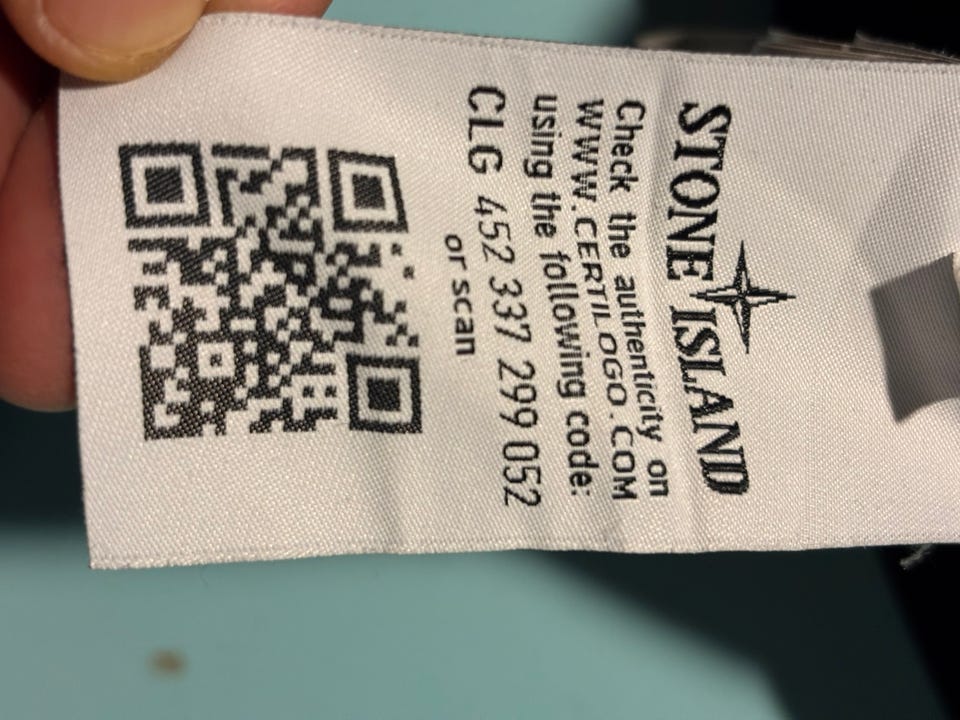 STONE ISLAND
Check the authenticity on
WWW.CERTILOGO.COM
using the following code:
CLG 452 337 299 052
or scan